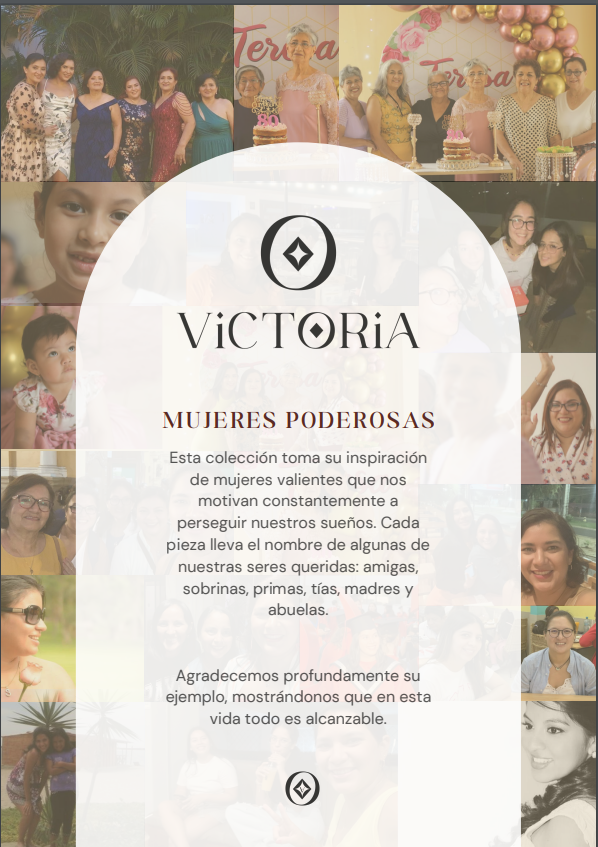 Teresa
Teresa
80
ViCTORiA
MUJERES PODEROSAS
Esta colección toma su inspiración
de mujeres valientes que nos
motivan constantemente a
perseguir nuestros sueños. Cada
pieza lleva el nombre de algunas de
nuestras seres queridas: amigas,
sobrinas, primas, tías, madres y
abuelas.
Agradecemos profundamente su
ejemplo, mostrándonos que en esta
vida todo es alcanzable.